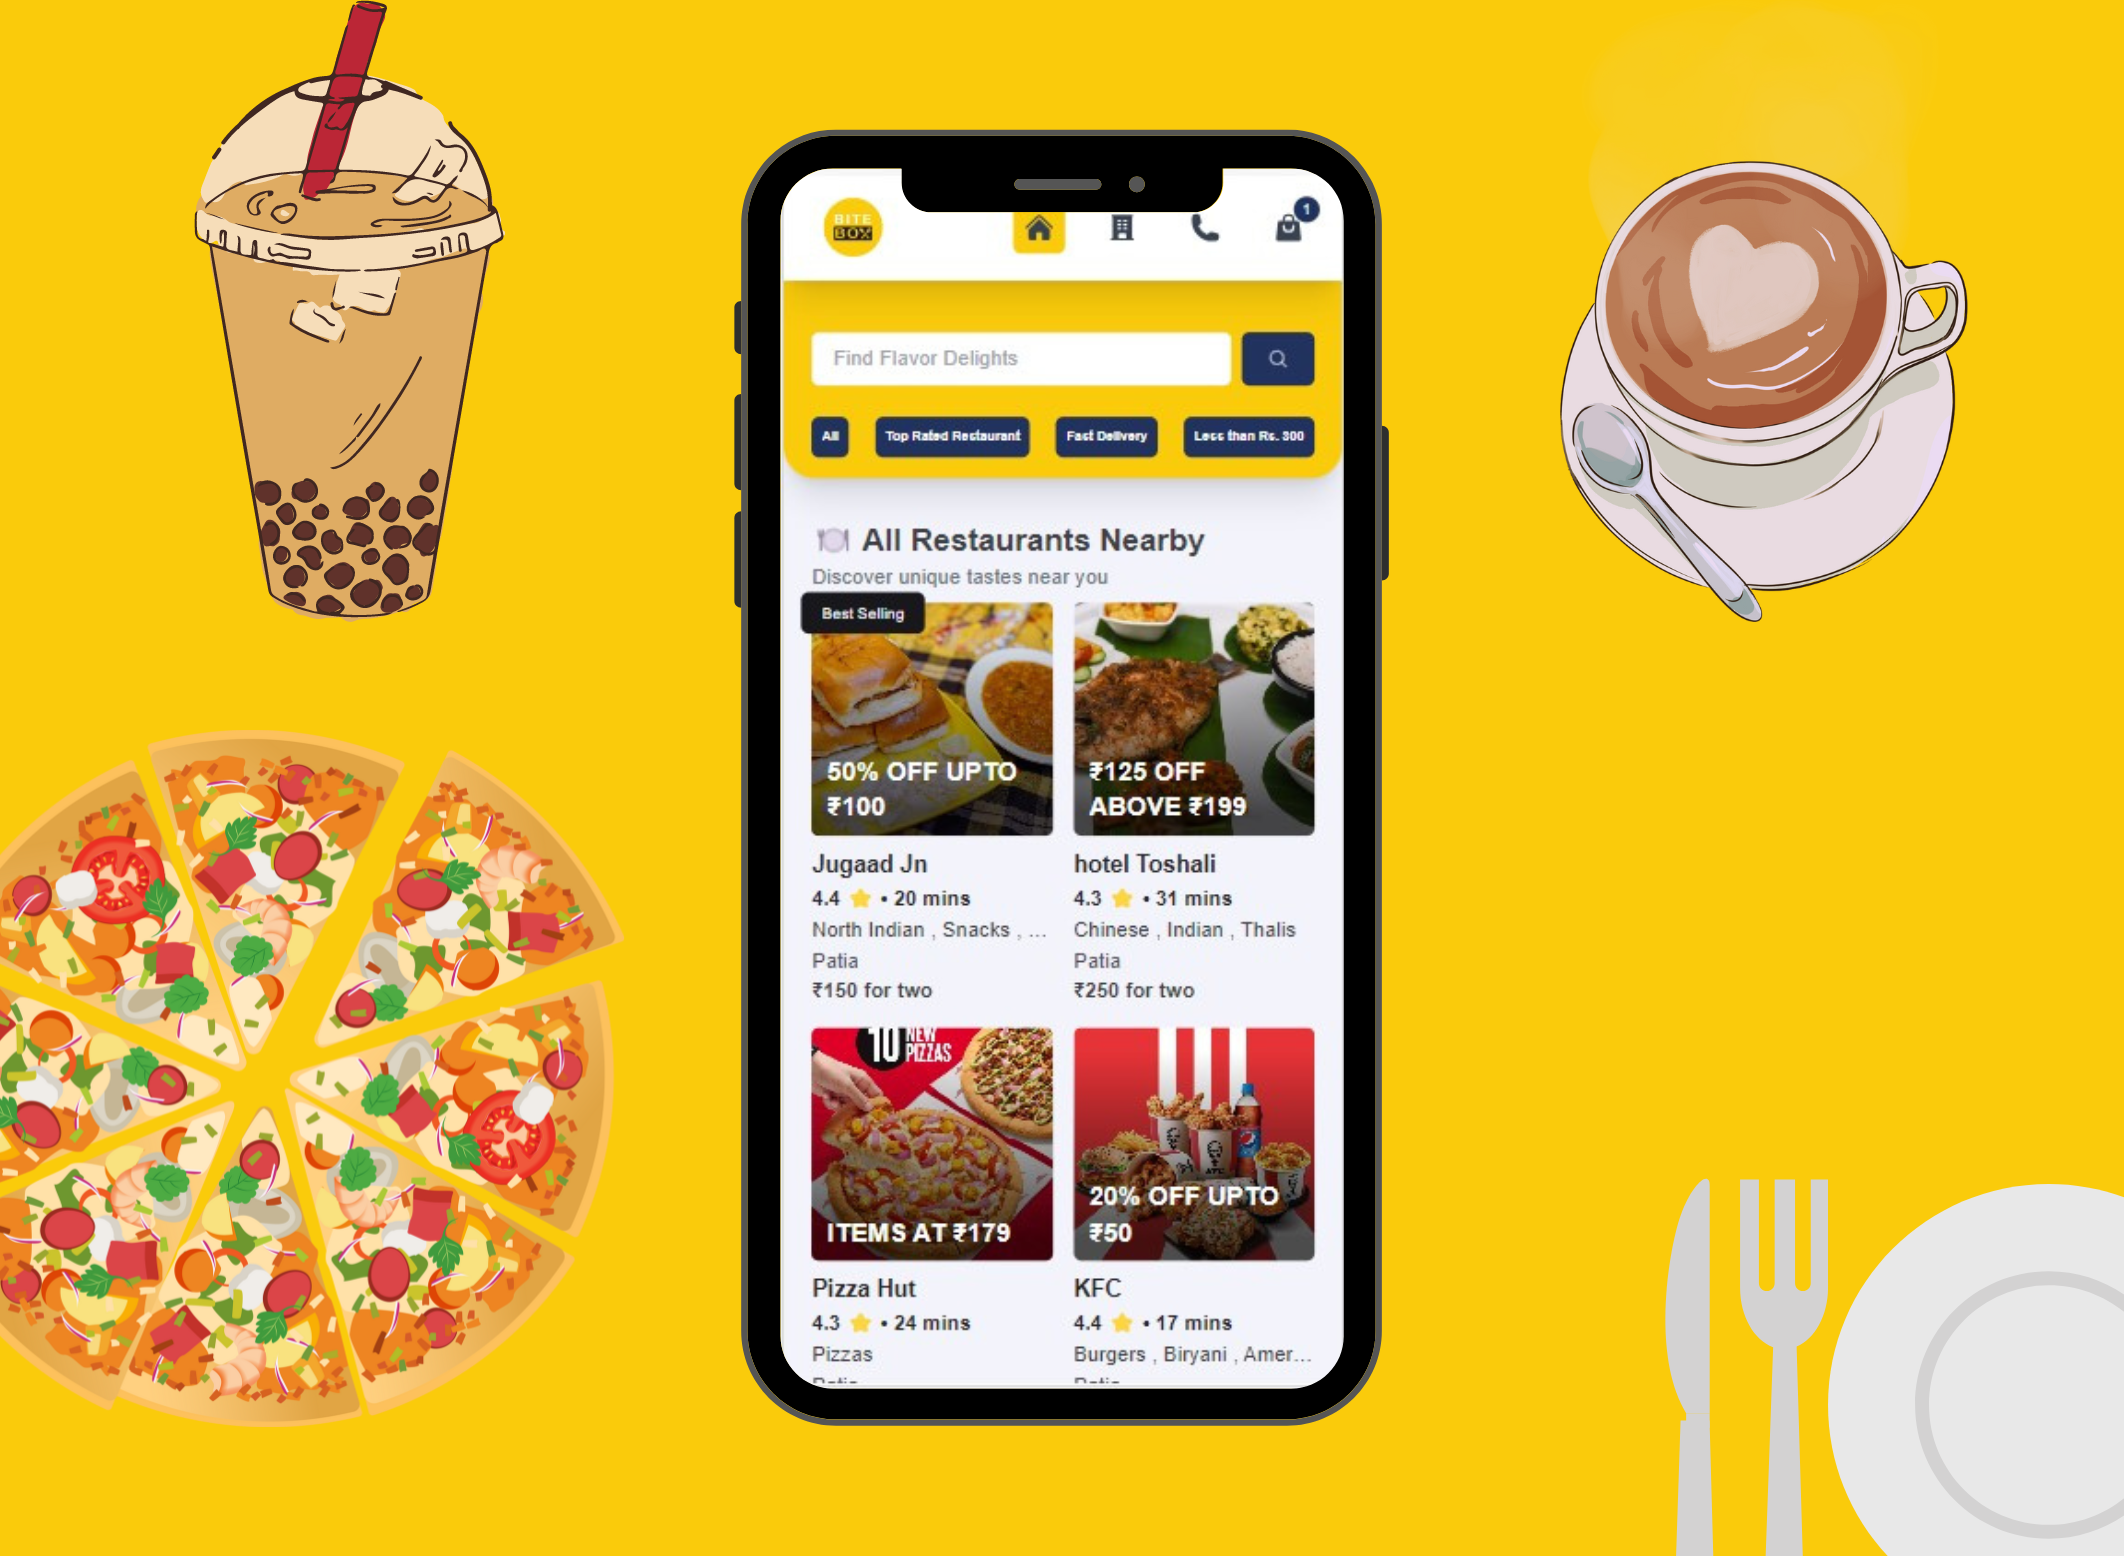 BITE
BOX
1
Find Flavor Delights
All
Top Rated Restaurant
Fast Delivery
Less than Rs. 300
All Restaurants Nearby
Discover unique tastes near you
Best Selling
50% OFF UPTO
₹100
₹125 OFF
ABOVE ₹199
Jugaad Jn
4.4 ⭐ • 20 mins
North Indian , Snacks , ...
Patia
₹150 for two
hotel Toshali
4.3 ⭐ • 31 mins
Chinese , Indian , Thalis
Patia
₹250 for two
10 NEW
PIZZAS
ITEMS AT ₹179
KFC
20% OFF UPTO
₹50
Pizza Hut
4.3 ⭐ • 24 mins
Pizzas
KFC
4.4 ⭐ • 17 mins
Burgers , Biryani , Amer...